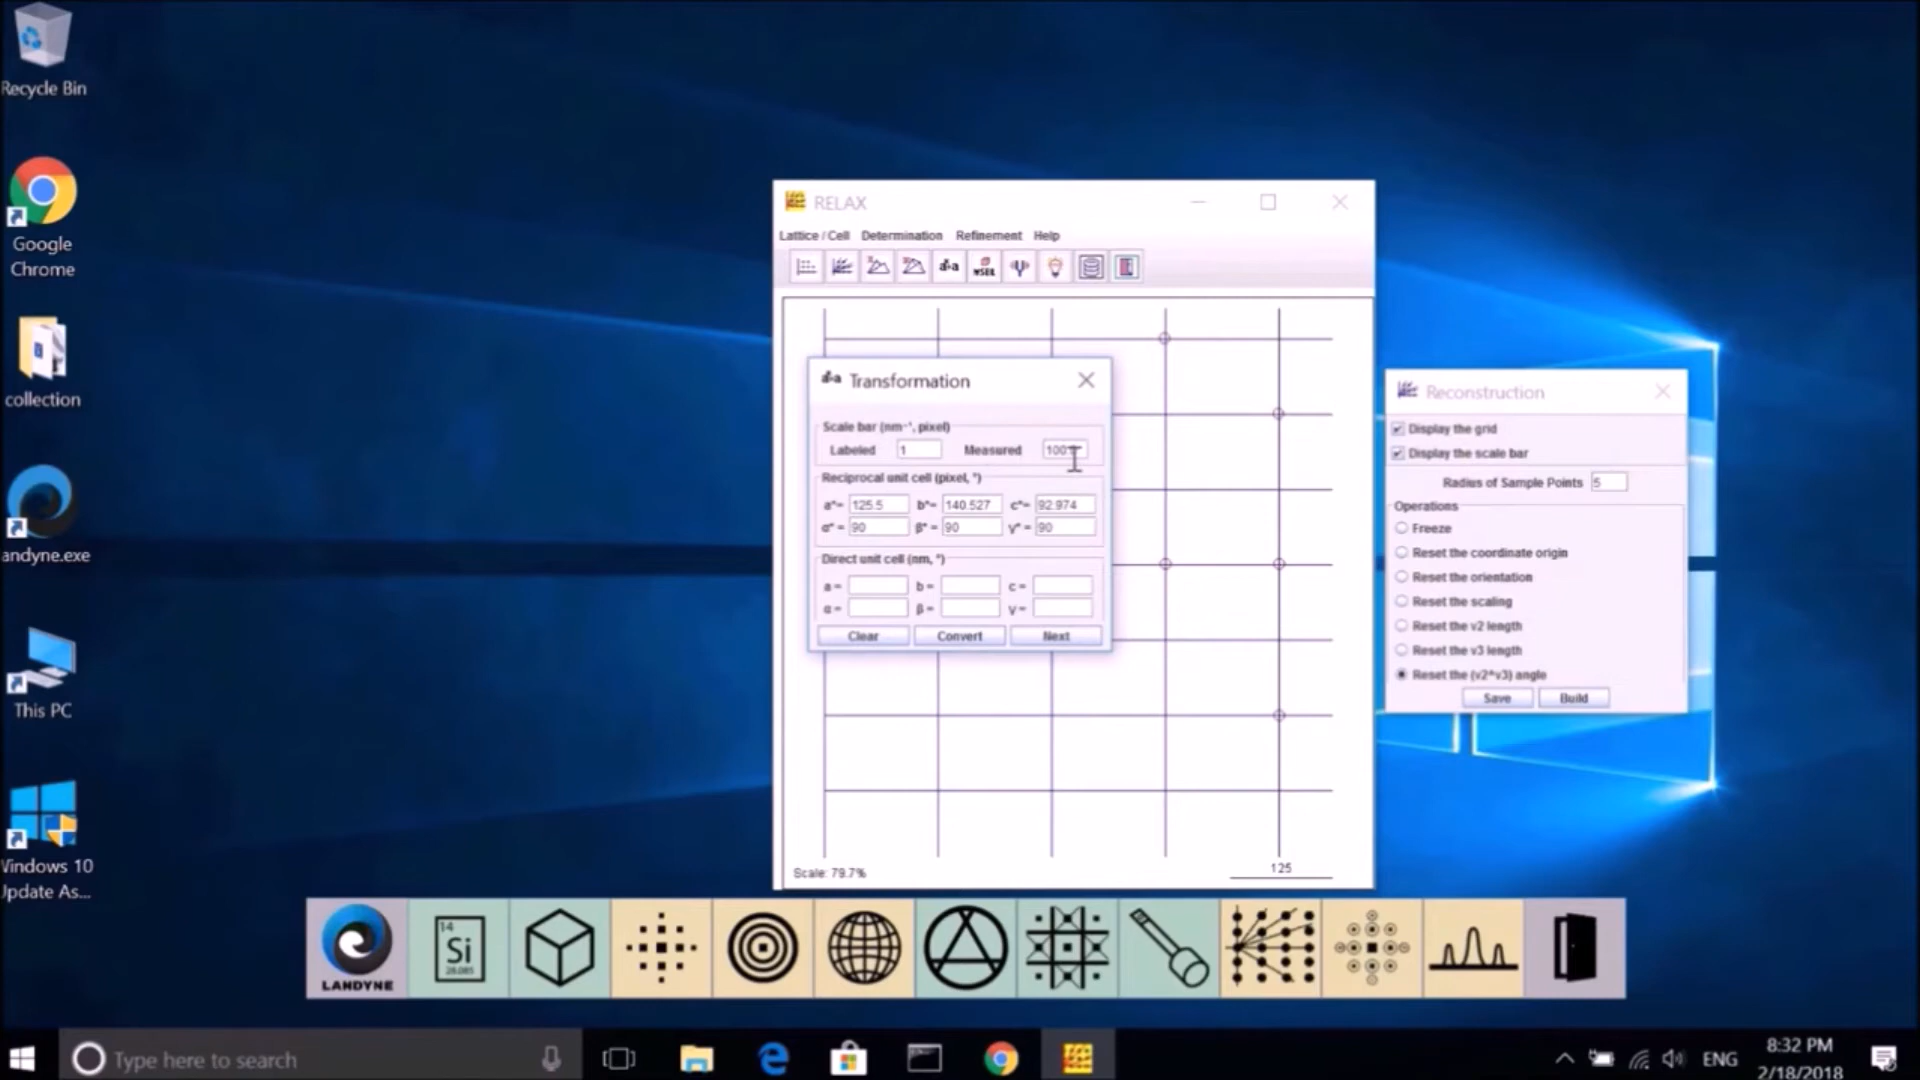 Recycle Bin
Google
Chrome
collection
andyne.exe
This PC
Windows 10
Update As...
RELAX
Lattice / Cell Determination Refinement Help
a*›a
Transformation
Scale bar (nm⁻¹, pixel)
Labeled 1 Measured
Reciprocal unit cell (pixel, °)
a*= 125.5 b*= 140.527 c*= 92.974
α* = 90 β* = 90 γ* = 90
Direct unit cell (nm, °)
a = b = c =
α = β = γ =
Clear Convert Next
Scale: 79.7%
125
Reconstruction
Display the grid
Display the scale bar
Radius of Sample Points 5
Operations
Freeze
Reset the coordinate origin
Reset the orientation
Reset the scaling
Reset the v2 length
Reset the v3 length
Reset the (v2^v3) angle
Save Build
LANDYNE
14
Si
28.085
Type here to search
ENG
8:32 PM
2/18/2018